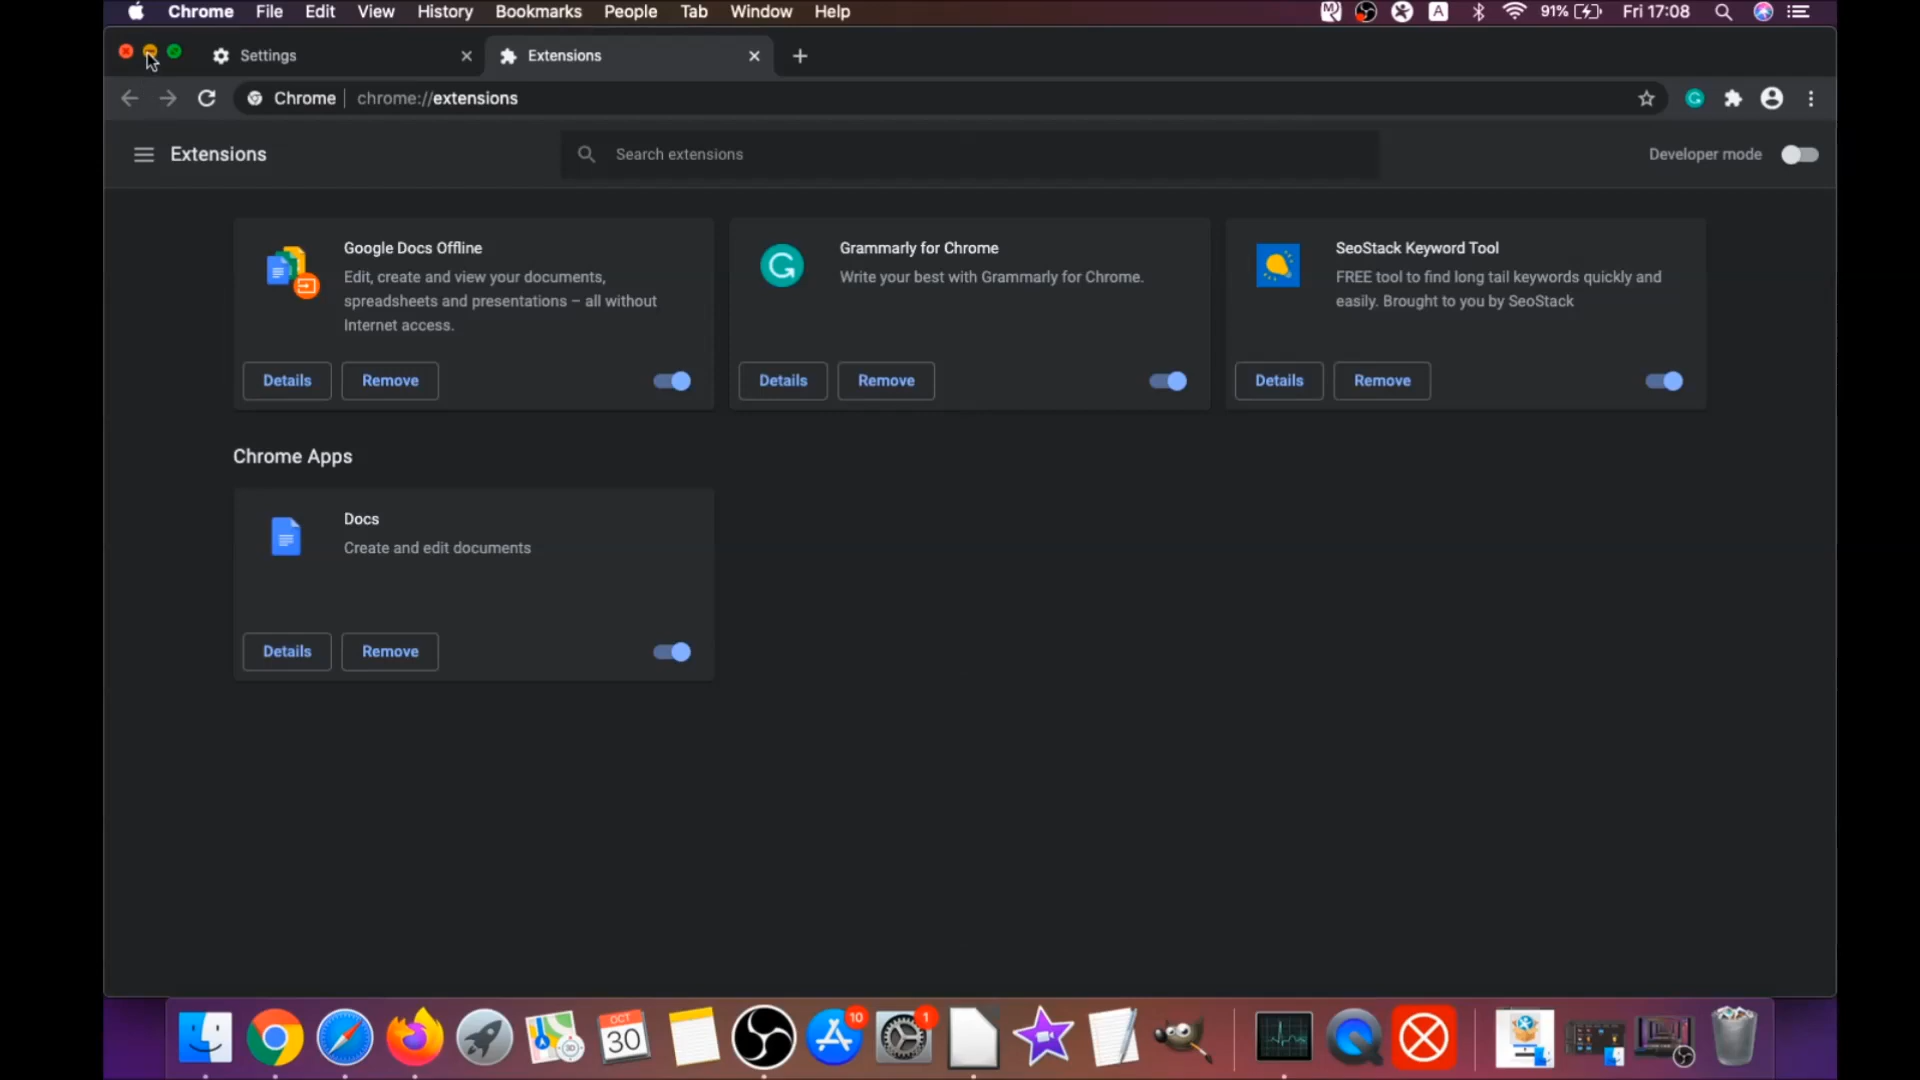 Chrome File Edit View History Bookmarks People Tab Window Help 91% Fri 17:08
Settings Extensions
Chrome chrome://extensions
Extensions Search extensions Developer mode
Google Docs Offline
Edit, create and view your documents,
spreadsheets and presentations – all without
Internet access.
Details Remove
Grammarly for Chrome
Write your best with Grammarly for Chrome.
Details Remove
SeoStack Keyword Tool
FREE tool to find long tail keywords quickly and
easily. Brought to you by SeoStack
Details Remove
Chrome Apps
Docs
Create and edit documents
Details Remove
OCT
30
10
1